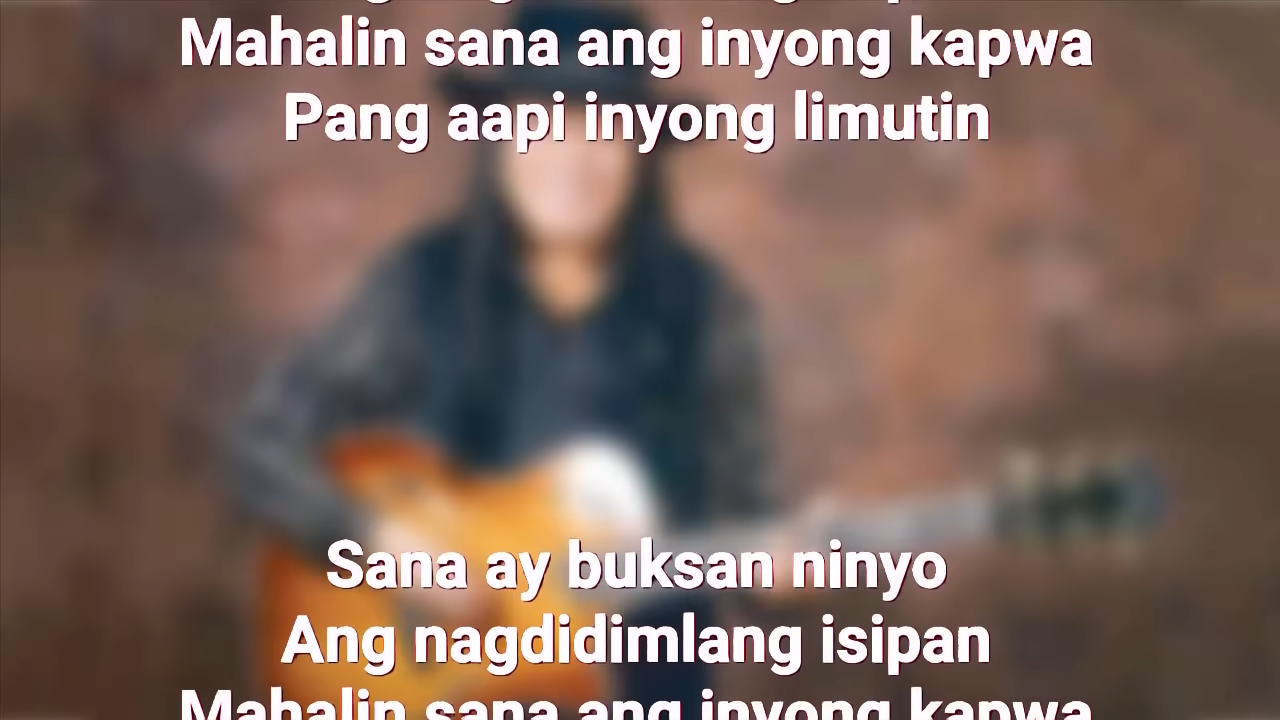 Mahalin sana ang inyong kapwa
Pang aapi inyong limutin
Sana ay buksan ninyo
Ang nagdidimlang isipan
Mahalin sana ang inyong kapwa